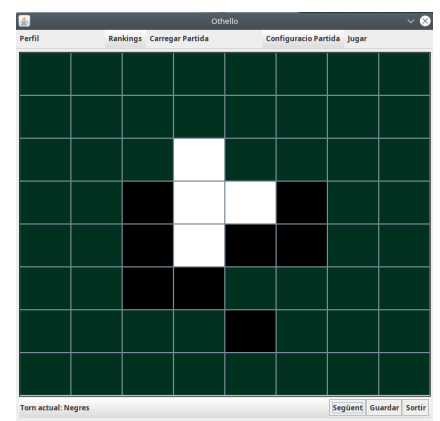 Othello
Perfil Rankings Carregar Partida Configuracio Partida Jugar
Torn actual: Negres Següent Guardar Sortir